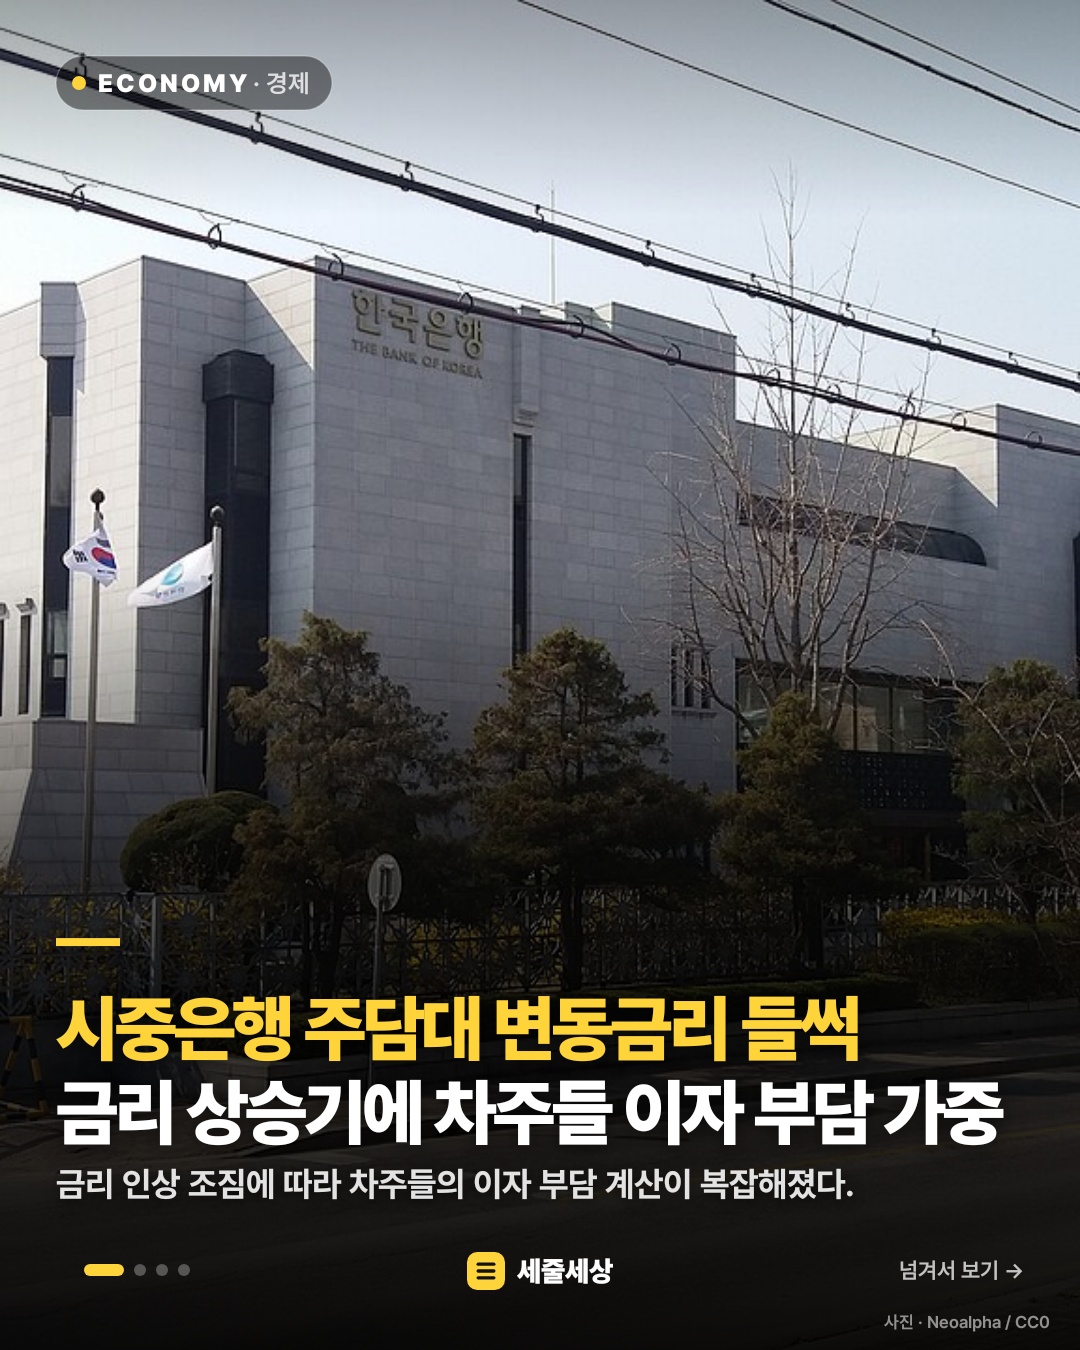 ECONOMY · 경제
한국은행
THE BANK OF KOREA
시중은행 주담대 변동금리 들썩
금리 상승기에 차주들 이자 부담 가중
금리 인상 조짐에 따라 차주들의 이자 부담 계산이 복잡해졌다.
세줄세상
넘겨서 보기 →
사진 · Neoalpha / CC0